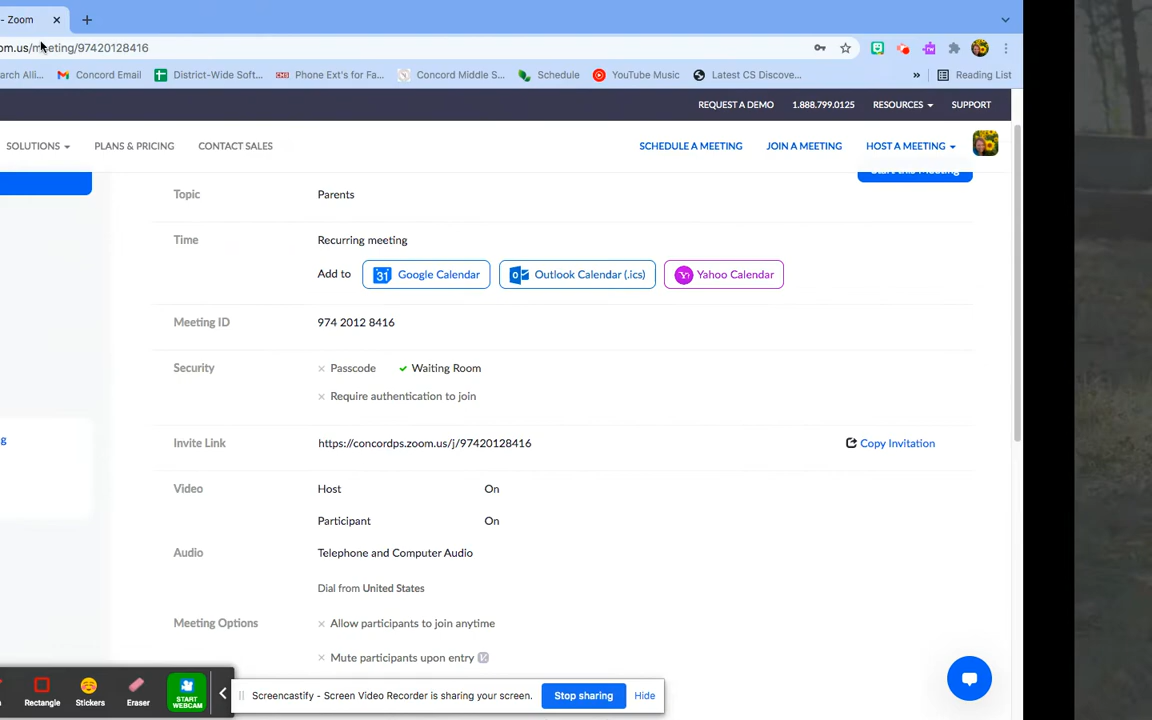 - Zoom
om.us/meeting/97420128416
arch Alli... Concord Email District-Wide Soft... Phone Ext's for Fa... Concord Middle S... Schedule YouTube Music Latest CS Discove... » Reading List
REQUEST A DEMO 1.888.799.0125 RESOURCES SUPPORT
SOLUTIONS PLANS & PRICING CONTACT SALES SCHEDULE A MEETING JOIN A MEETING HOST A MEETING
Start this Meeting
Topic Parents
Time Recurring meeting
Add to 31 Google Calendar Outlook Calendar (.ics) Yahoo Calendar
Meeting ID 974 2012 8416
Security Passcode Waiting Room
Require authentication to join
Invite Link https://concordps.zoom.us/j/97420128416 Copy Invitation
g
Video Host On
Participant On
Audio Telephone and Computer Audio
Dial from United States
Meeting Options Allow participants to join anytime
Mute participants upon entry
Rectangle Stickers Eraser START WEBCAM
Screencastify - Screen Video Recorder is sharing your screen. Stop sharing Hide